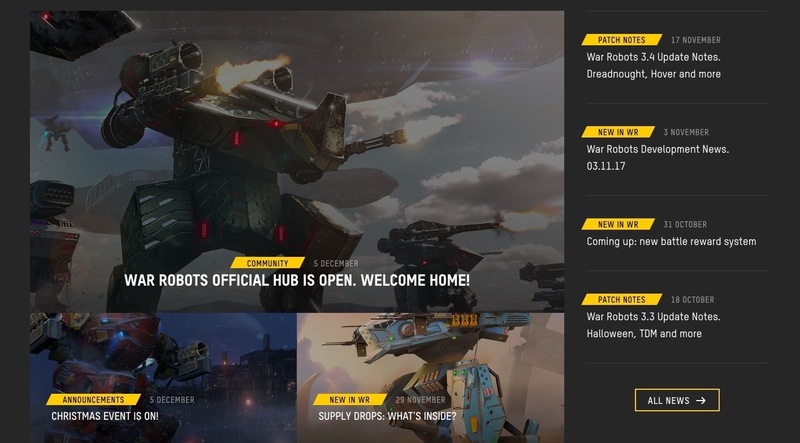 COMMUNITY 5 DECEMBER
WAR ROBOTS OFFICIAL HUB IS OPEN. WELCOME HOME!
ANNOUNCEMENTS 5 DECEMBER
CHRISTMAS EVENT IS ON!
NEW IN WR 29 NOVEMBER
SUPPLY DROPS: WHAT'S INSIDE?
PATCH NOTES 17 NOVEMBER
War Robots 3.4 Update Notes.
Dreadnought, Hover and more
NEW IN WR 3 NOVEMBER
War Robots Development News.
03.11.17
NEW IN WR 31 OCTOBER
Coming up: new battle reward system
PATCH NOTES 18 OCTOBER
War Robots 3.3 Update Notes.
Halloween, TDM and more
ALL NEWS →